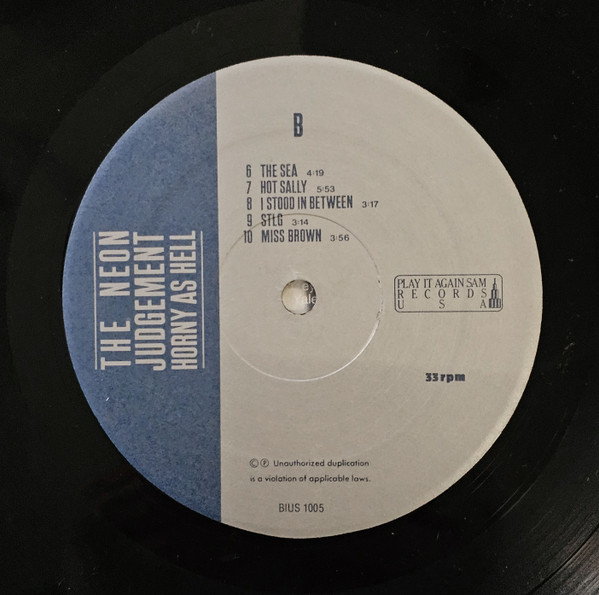 THE NEON
JUDGEMENT
HORNY AS HELL
B
6 THE SEA 4:19
7 HOT SALLY 5:53
8 I STOOD IN BETWEEN 3:17
9 STLG 3:14
10 MISS BROWN 3:56
PLAY IT AGAIN SAM
RECORDS
USA
33 rpm
© ℗ Unauthorized duplication
is a violation of applicable laws.
BIUS 1005